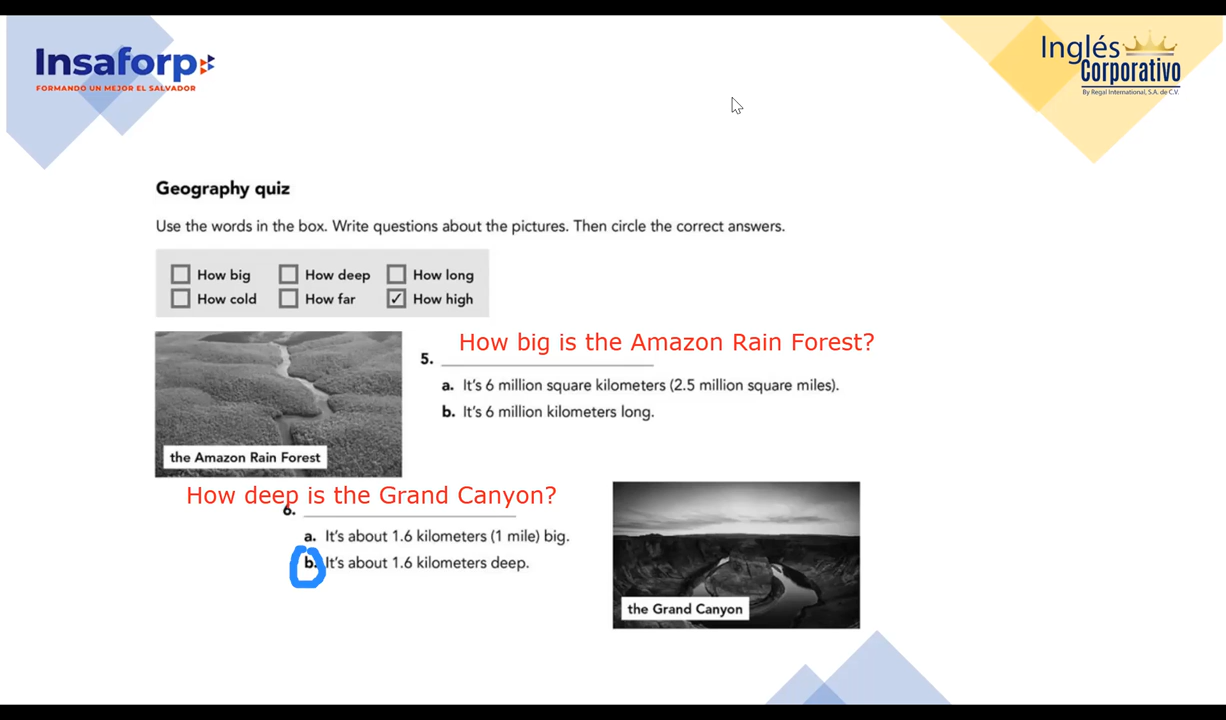 Insaforp
FORMANDO UN MEJOR EL SALVADOR
Inglés
Corporativo
By Regal International, S.A. de C.V.
Geography quiz
Use the words in the box. Write questions about the pictures. Then circle the correct answers.
How big How deep How long
How cold How far ✓ How high
How big is the Amazon Rain Forest?
5.
a. It's 6 million square kilometers (2.5 million square miles).
b. It's 6 million kilometers long.
the Amazon Rain Forest
How deep is the Grand Canyon?
6.
a. It's about 1.6 kilometers (1 mile) big.
b. It's about 1.6 kilometers deep.
the Grand Canyon